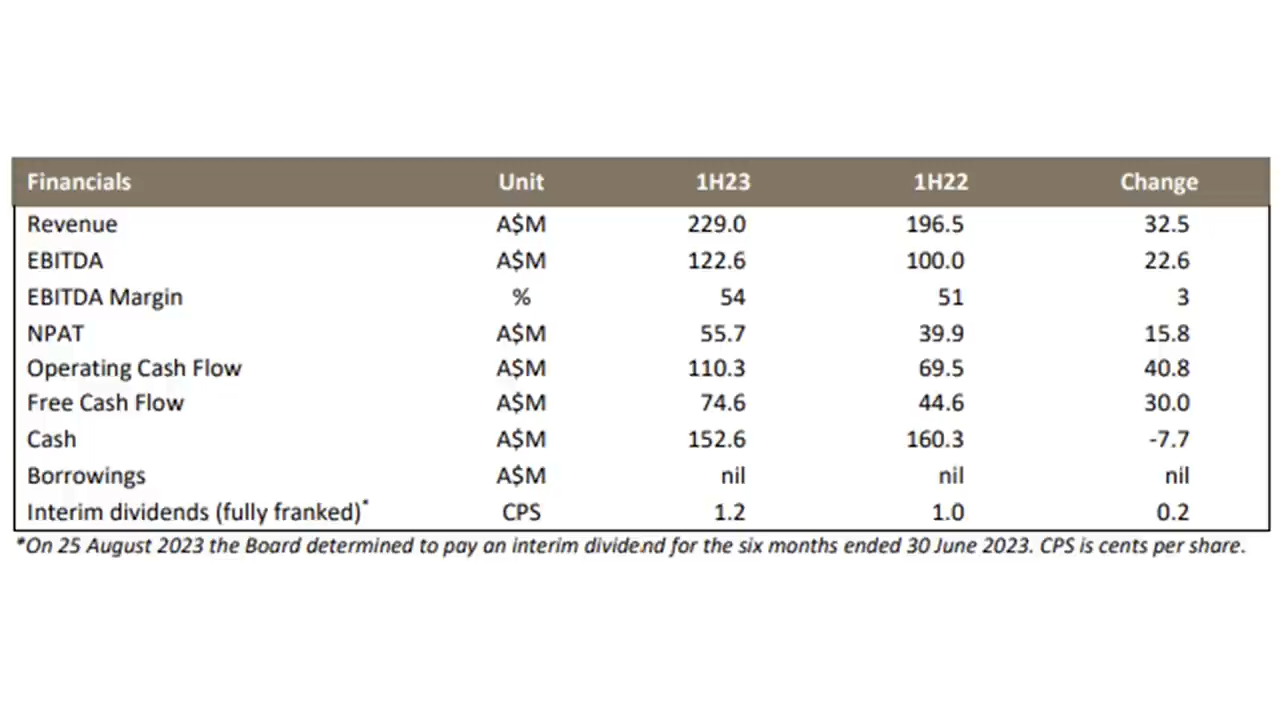 Financials Unit 1H23 1H22 Change
Revenue A$M 229.0 196.5 32.5
EBITDA A$M 122.6 100.0 22.6
EBITDA Margin % 54 51 3
NPAT A$M 55.7 39.9 15.8
Operating Cash Flow A$M 110.3 69.5 40.8
Free Cash Flow A$M 74.6 44.6 30.0
Cash A$M 152.6 160.3 -7.7
Borrowings A$M nil nil nil
Interim dividends (fully franked)* CPS 1.2 1.0 0.2
*On 25 August 2023 the Board determined to pay an interim dividend for the six months ended 30 June 2023. CPS is cents per share.